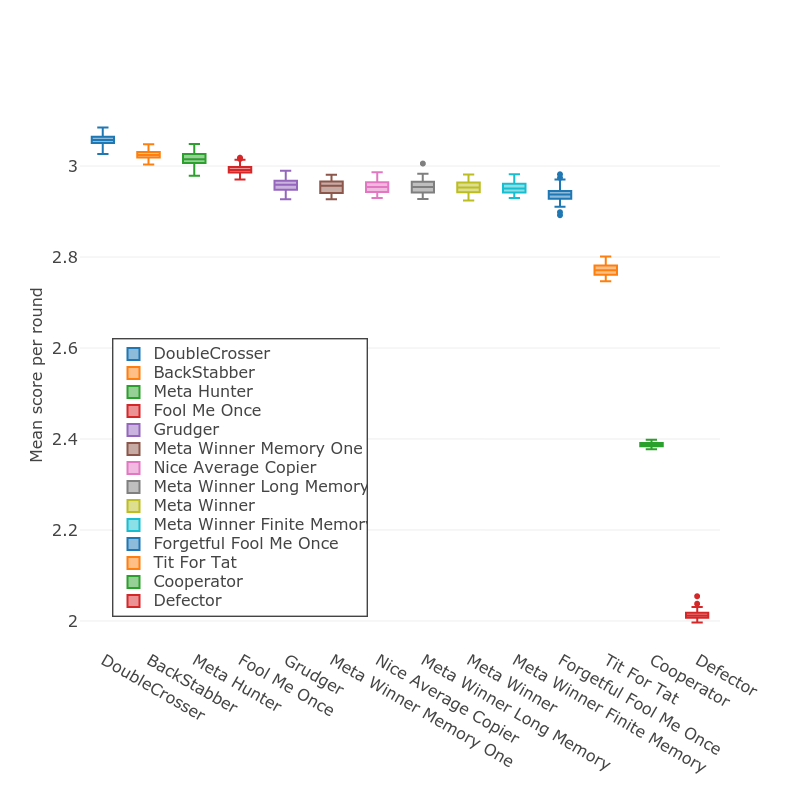 3
2.8
2.6
2.4
2.2
2
Mean score per round
DoubleCrosser
BackStabber
Meta Hunter
Fool Me Once
Grudger
Meta Winner Memory One
Nice Average Copier
Meta Winner Long Memory
Meta Winner
Meta Winner Finite Memory
Forgetful Fool Me Once
Tit For Tat
Cooperator
Defector
DoubleCrosser
BackStabber
Meta Hunter
Fool Me Once
Grudger
Meta Winner Memory One
Nice Average Copier
Meta Winner Long Memory
Meta Winner
Meta Winner Finite Memory
Forgetful Fool Me Once
Tit For Tat
Cooperator
Defector